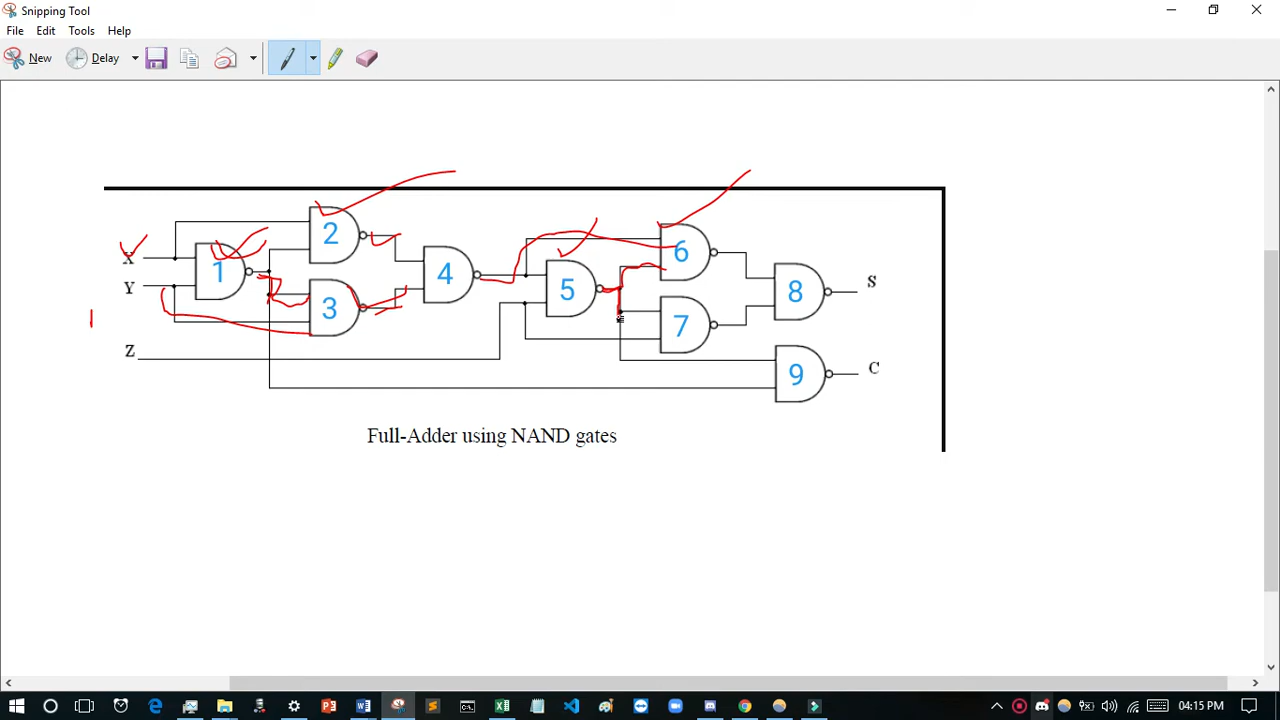 Snipping Tool
File Edit Tools Help
New Delay
X
Y
Z
1
2
3
4
5
6
7
8
9
S
C
Full-Adder using NAND gates
04:15 PM